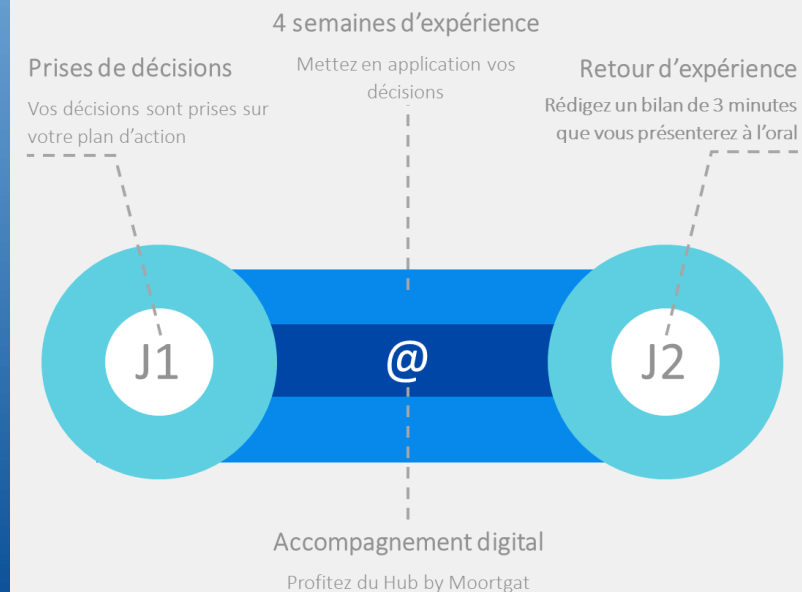 4 semaines d’expérience
Mettez en application vos
décisions
Prises de décisions
Vos décisions sont prises sur
votre plan d’action
Retour d’expérience
Rédigez un bilan de 3 minutes
que vous présenterez à l’oral
J1
@
J2
Accompagnement digital
Profitez du Hub by Moortgat